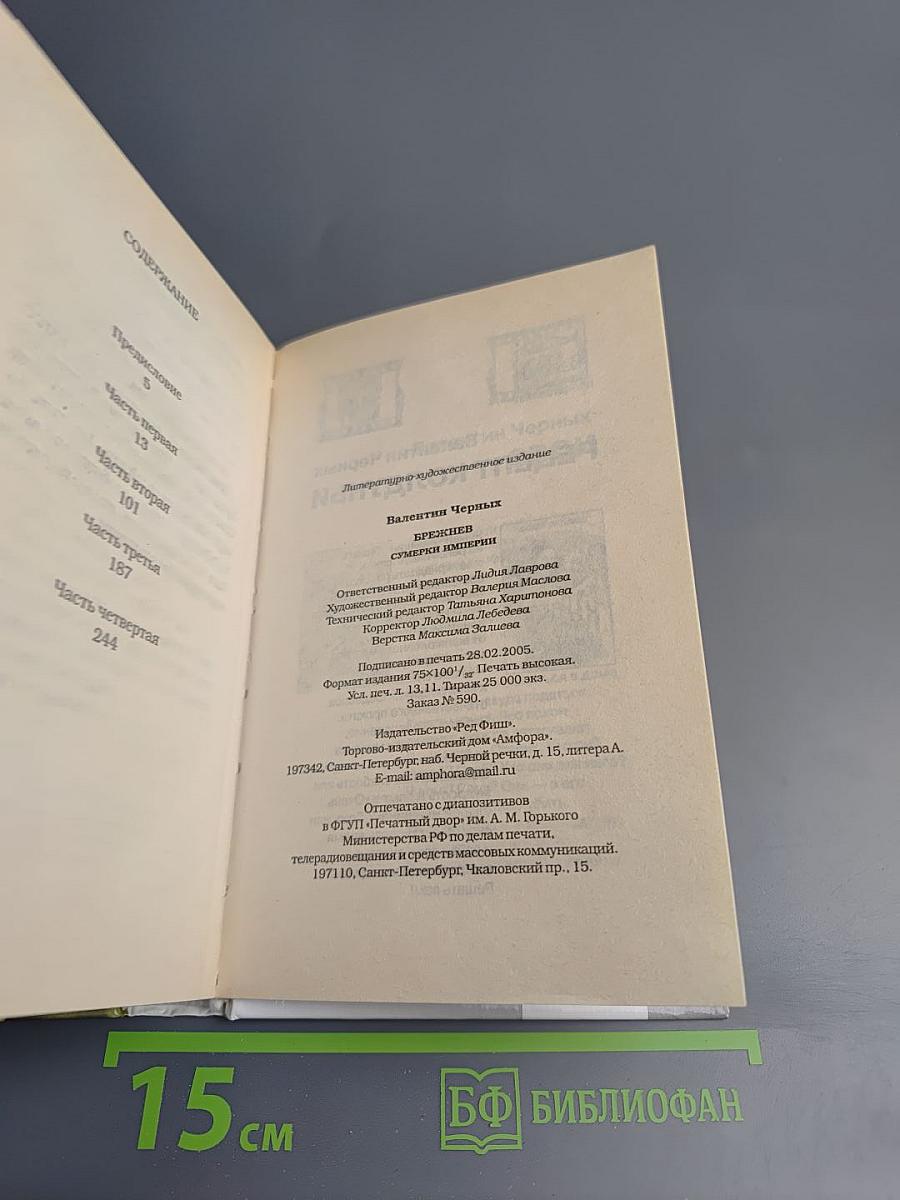 СОДЕРЖАНИЕ
Предисловие
5
Часть первая
13
Часть вторая
101
Часть третья
187
Часть четвертая
244
Литературно-художественное издание
Валентин Черных
БРЕЖНЕВ
СУМЕРКИ ИМПЕРИИ
Ответственный редактор Лидия Лаврова
Художественный редактор Валерия Маслова
Технический редактор Татьяна Харитонова
Корректор Людмила Лебедева
Верстка Максима Залиева
Подписано в печать 28.02.2005.
Формат издания 75×100 1/32. Печать высокая.
Усл. печ. л. 13,11. Тираж 25 000 экз.
Заказ № 590.
Издательство «Ред Фиш».
Торгово-издательский дом «Амфора».
197342, Санкт-Петербург, наб. Черной речки, д. 15, литера А.
E-mail: amphora@mail.ru
Отпечатано с диапозитивов
в ФГУП «Печатный двор» им. А. М. Горького
Министерства РФ по делам печати,
телерадиовещания и средств массовых коммуникаций.
197110, Санкт-Петербург, Чкаловский пр., 15.
15 см
БФ БИБЛИОФАН